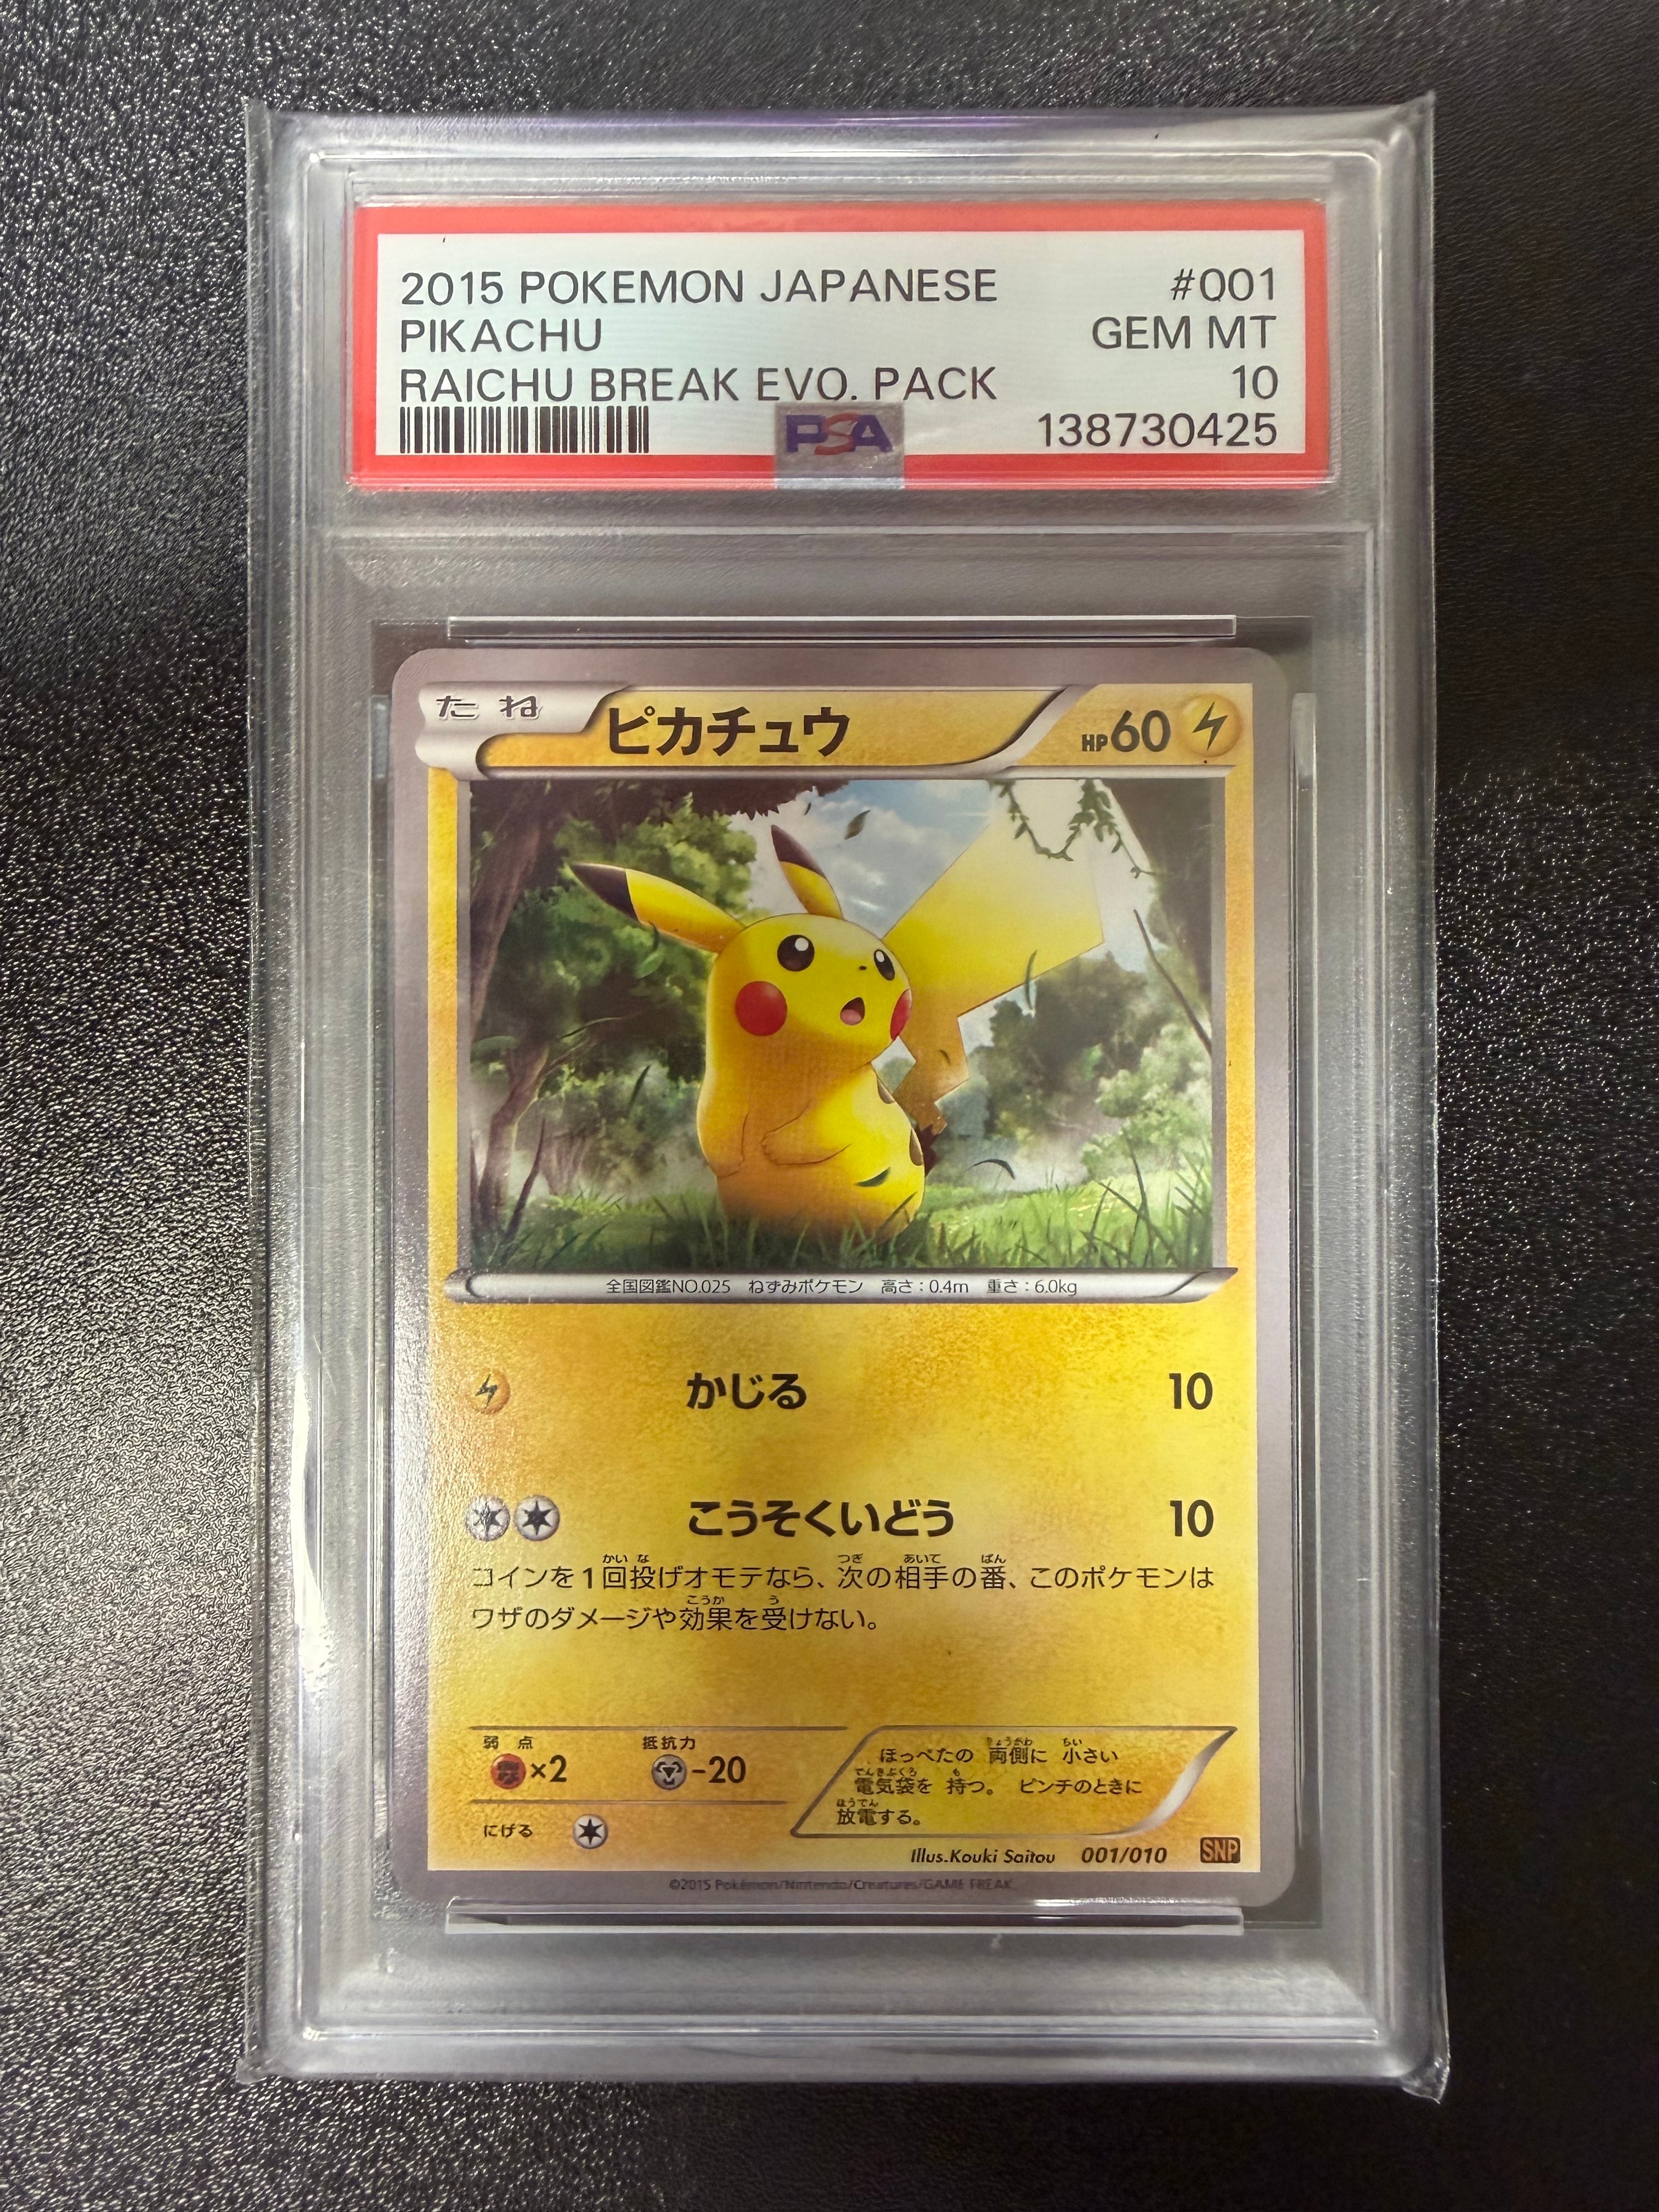 2015 POKEMON JAPANESE #001
PIKACHU GEM MT
RAICHU BREAK EVO. PACK 10
PSA 138730425
たね ピカチュウ HP60
全国図鑑NO.025 ねずみポケモン 高さ:0.4m 重さ:6.0kg
かじる 10
こうそくいどう 10
コインを1回投げオモテなら、次の相手の番、このポケモンは
ワザのダメージや効果を受けない。
弱点 抵抗力
×2 -20
にげる
ほっぺたの 両側に 小さい
電気袋を 持つ。 ピンチのときに
放電する。
Illus.Kouki Saitou 001/010 SNP
©2015 Pokémon/Nintendo/Creatures/GAME FREAK.